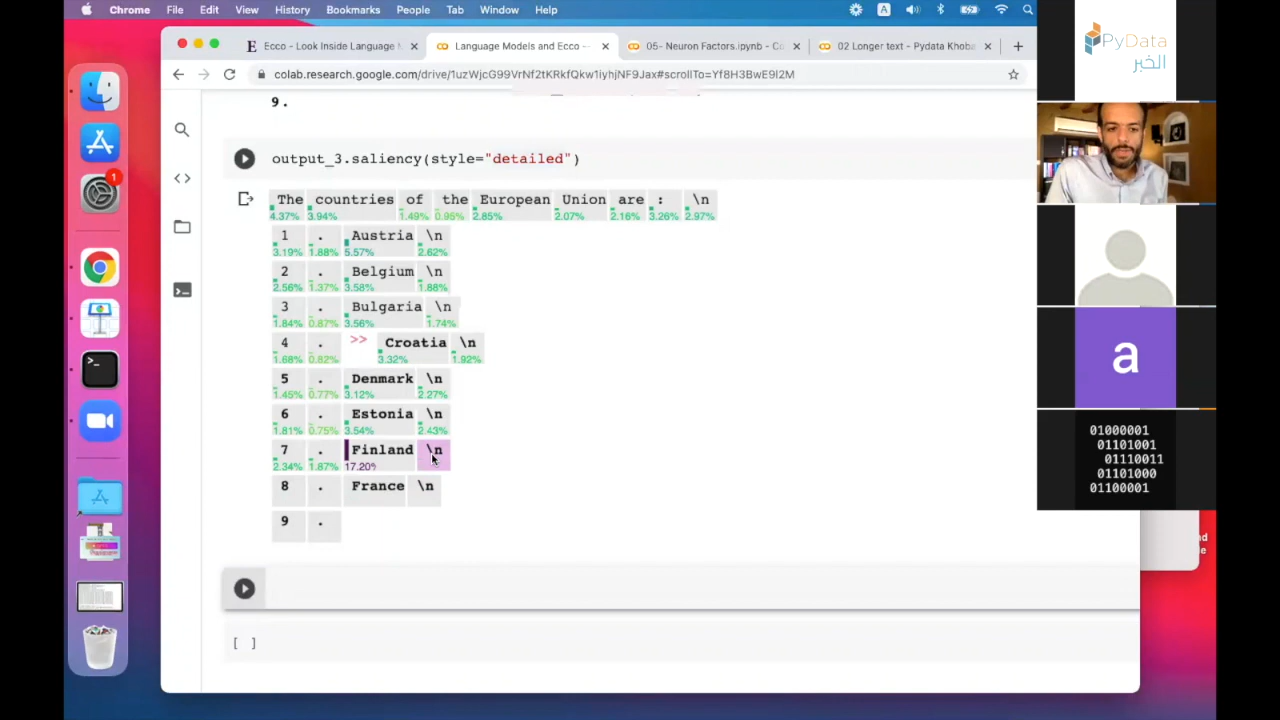 Chrome File Edit View History Bookmarks People Tab Window Help A
Ecco - Look Inside Language M
Language Models and Ecco --
05- Neuron Factors.ipynb - Co
02 Longer text - Pydata Khoba
colab.research.google.com/drive/1uzWjcG99VrNf2tKRkfQkw1iyhjNF9Jax#scrollTo=Yf8H3BwE9I2M
9.
output_3.saliency(style="detailed")
The countries of the European Union are : \n
4.37% 3.94% 1.49% 0.95% 2.85% 2.07% 2.16% 3.26% 2.97%
1 . Austria \n
3.19% 1.88% 5.57% 2.62%
2 . Belgium \n
2.56% 1.37% 3.58% 1.88%
3 . Bulgaria \n
1.84% 0.87% 3.56% 1.74%
4 . >> Croatia \n
1.68% 0.82% 3.32% 1.92%
5 . Denmark \n
1.45% 0.77% 3.12% 2.27%
6 . Estonia \n
1.81% 0.75% 3.54% 2.43%
7 . Finland \n
2.34% 1.87% 17.20%
8 . France \n
9 .
[ ]
1
PyData
الخبر
a
01000001
01101001
01110011
01101000
01100001